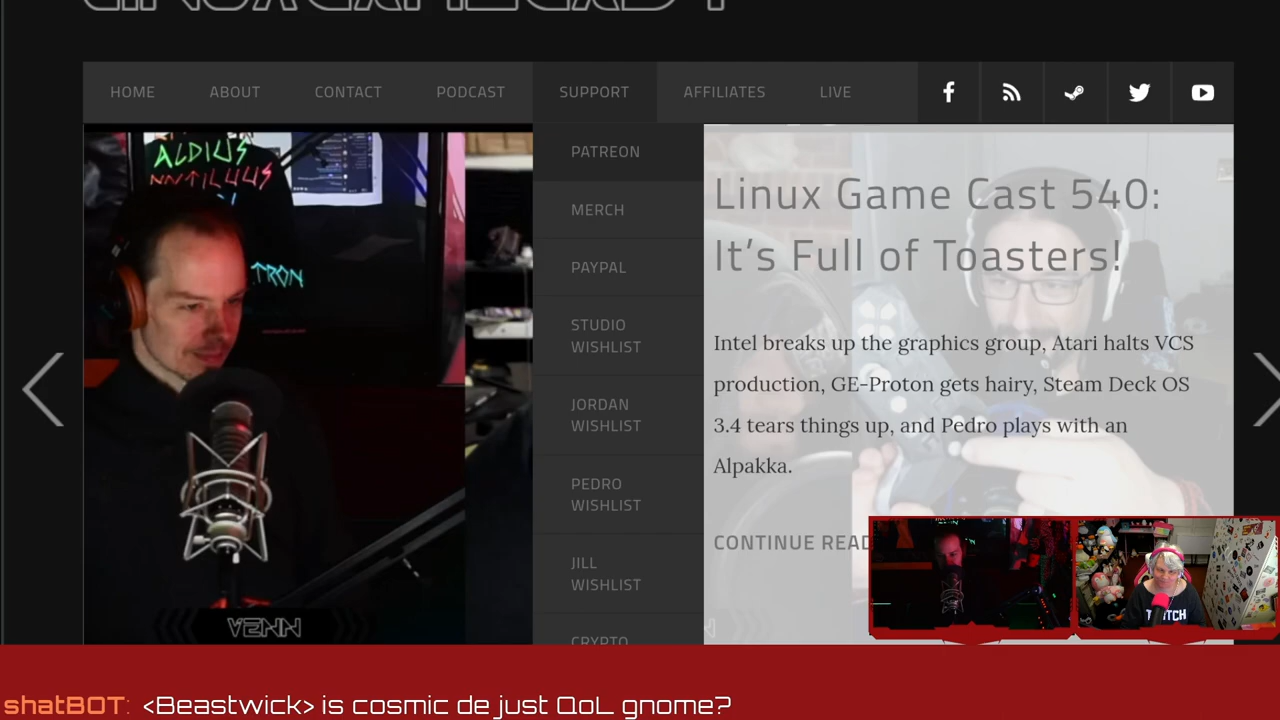 HOME ABOUT CONTACT PODCAST SUPPORT AFFILIATES LIVE
ALDIUS
TRON
VENN
PATREON
MERCH
PAYPAL
STUDIO
WISHLIST
JORDAN
WISHLIST
PEDRO
WISHLIST
JILL
WISHLIST
CRYPTO
Linux Game Cast 540:
It's Full of Toasters!
Intel breaks up the graphics group, Atari halts VCS
production, GE-Proton gets hairy, Steam Deck OS
3.4 tears things up, and Pedro plays with an
Alpakka.
CONTINUE READ
shatBOT: <Beastwick> is cosmic de just QoL gnome?